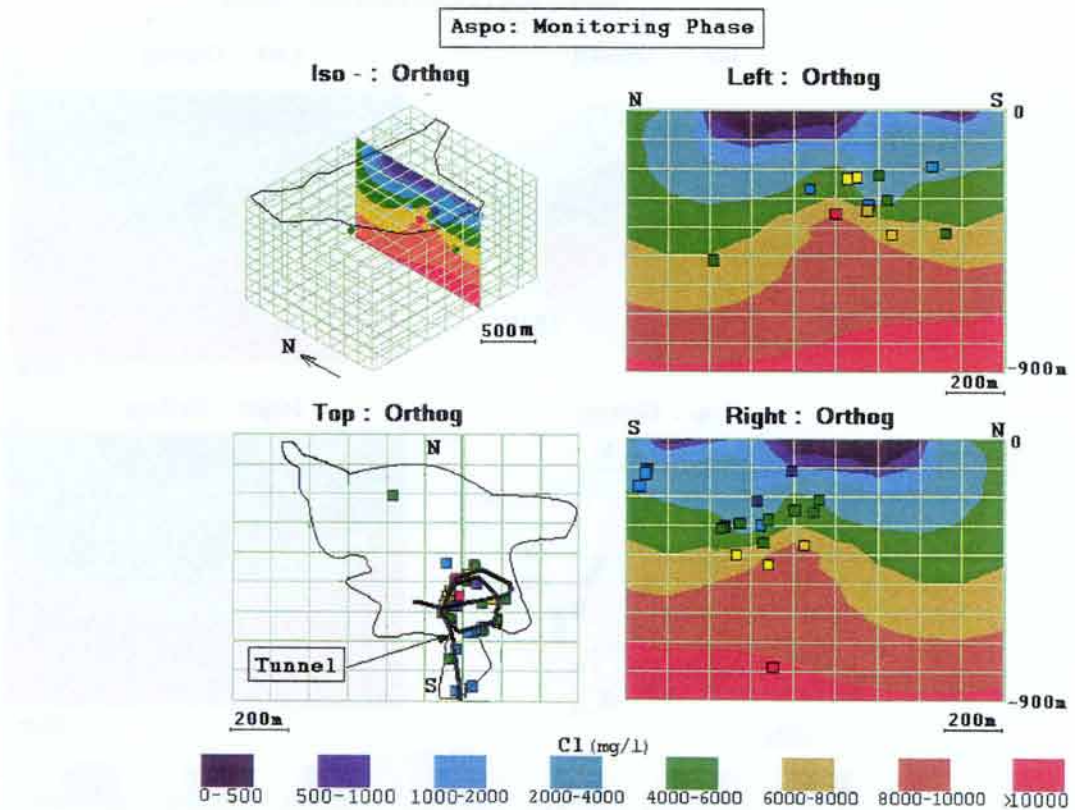 Aspo: Monitoring Phase
Iso - : Orthog
N
500m
Left : Orthog
N S
0
-900m
200m
Top : Orthog
N
Tunnel
S
200m
Right : Orthog
S N
0
-900m
200m
Cl (mg/l)
0-500 500-1000 1000-2000 2000-4000 4000-6000 6000-8000 8000-10000 >10000